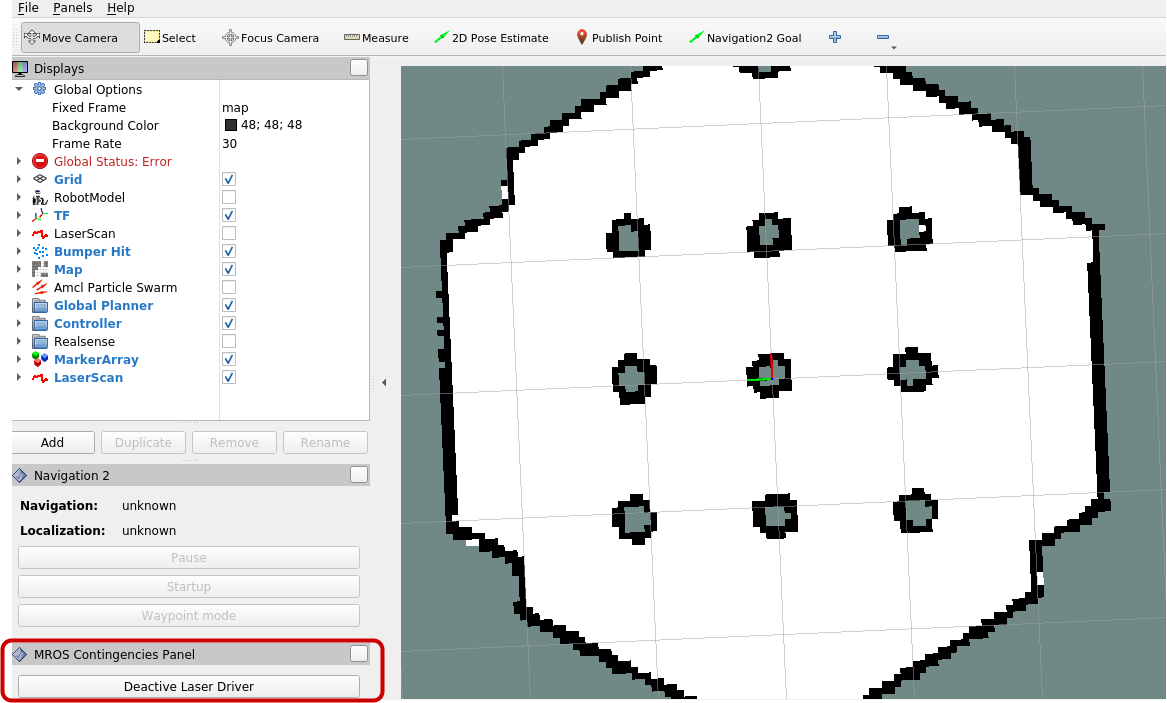 File Panels Help
Move Camera Select Focus Camera Measure 2D Pose Estimate Publish Point Navigation2 Goal
Displays
Global Options
Fixed Frame map
Background Color 48; 48; 48
Frame Rate 30
Global Status: Error
Grid
RobotModel
TF
LaserScan
Bumper Hit
Map
Amcl Particle Swarm
Global Planner
Controller
Realsense
MarkerArray
LaserScan
Add Duplicate Remove Rename
Navigation 2
Navigation: unknown
Localization: unknown
Pause
Startup
Waypoint mode
MROS Contingencies Panel
Deactive Laser Driver